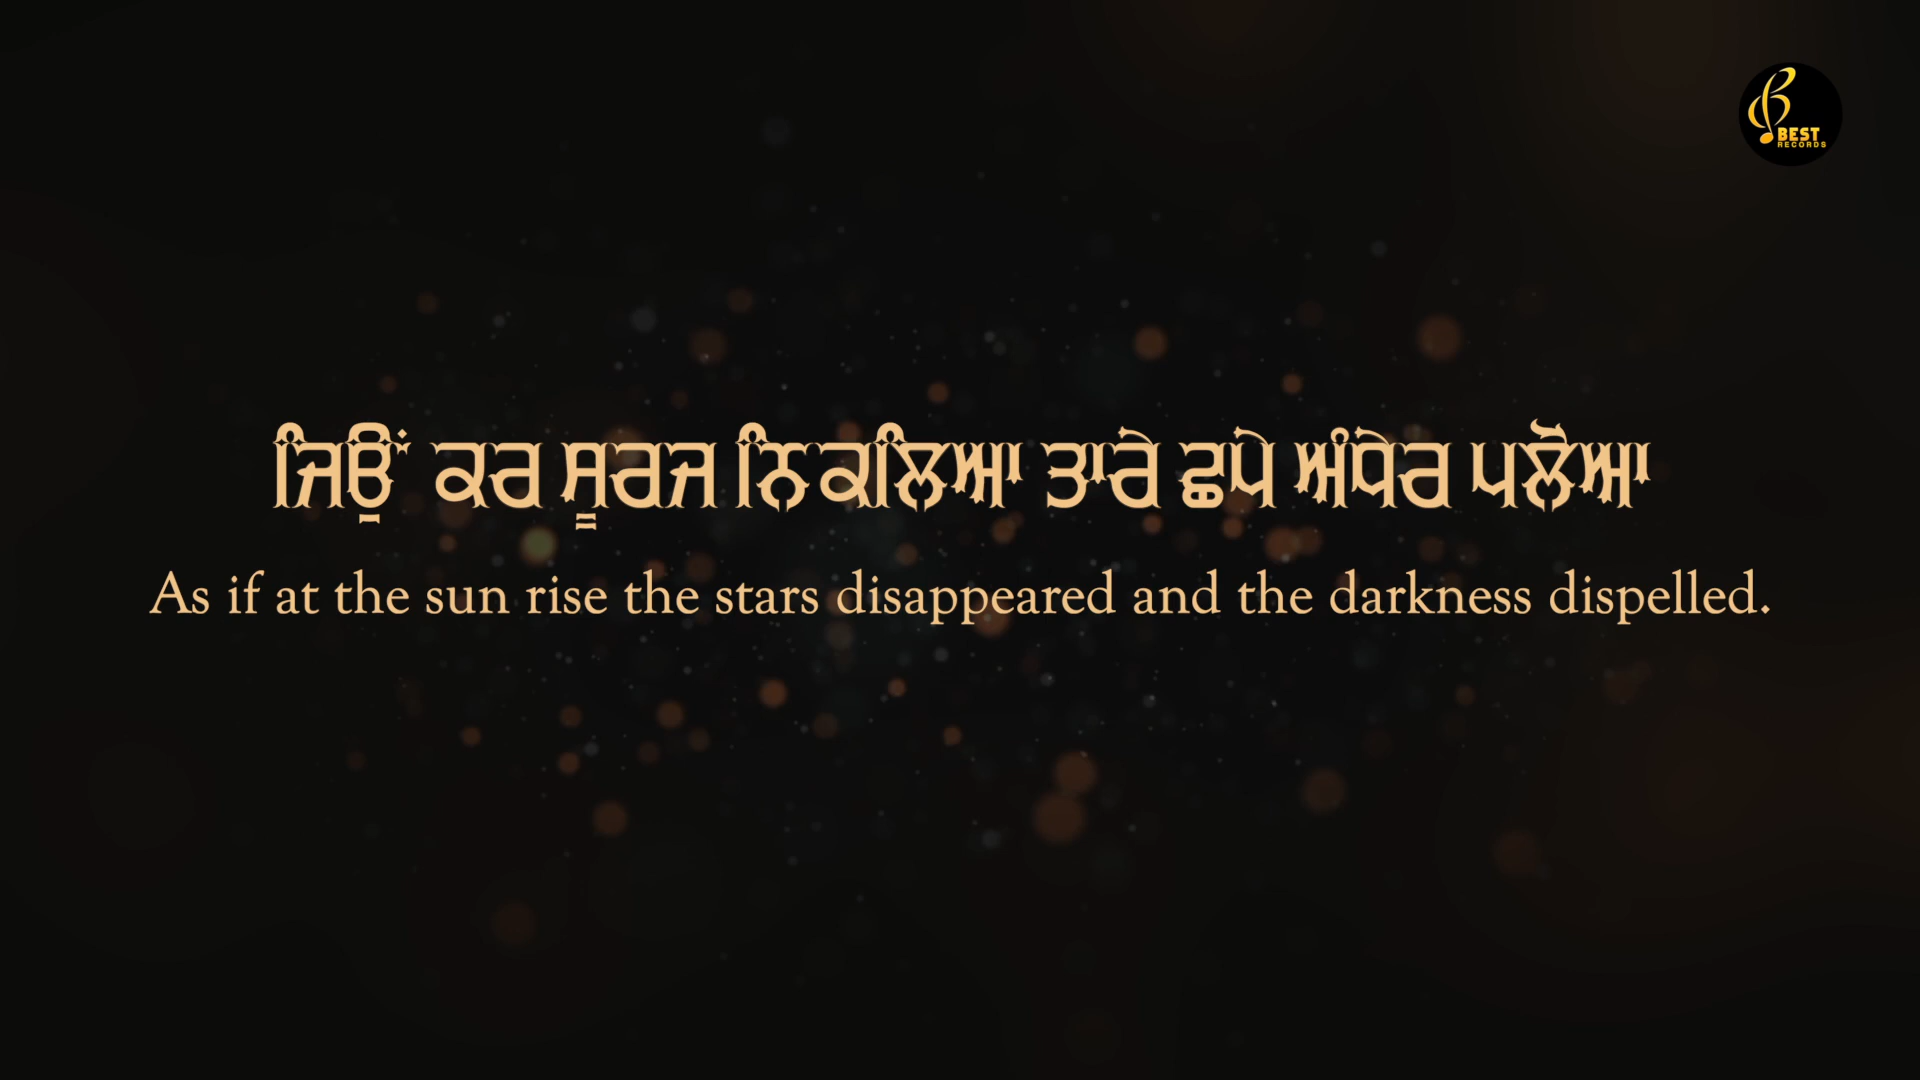 BEST
RECORDS
ਜਿਉਂ ਕਰ ਸੂਰਜ ਨਿਕਲਿਆ ਤਾਰੇ ਛਪੇ ਅੰਧੇਰ ਪਲੋਆ
As if at the sun rise the stars disappeared and the darkness dispelled.